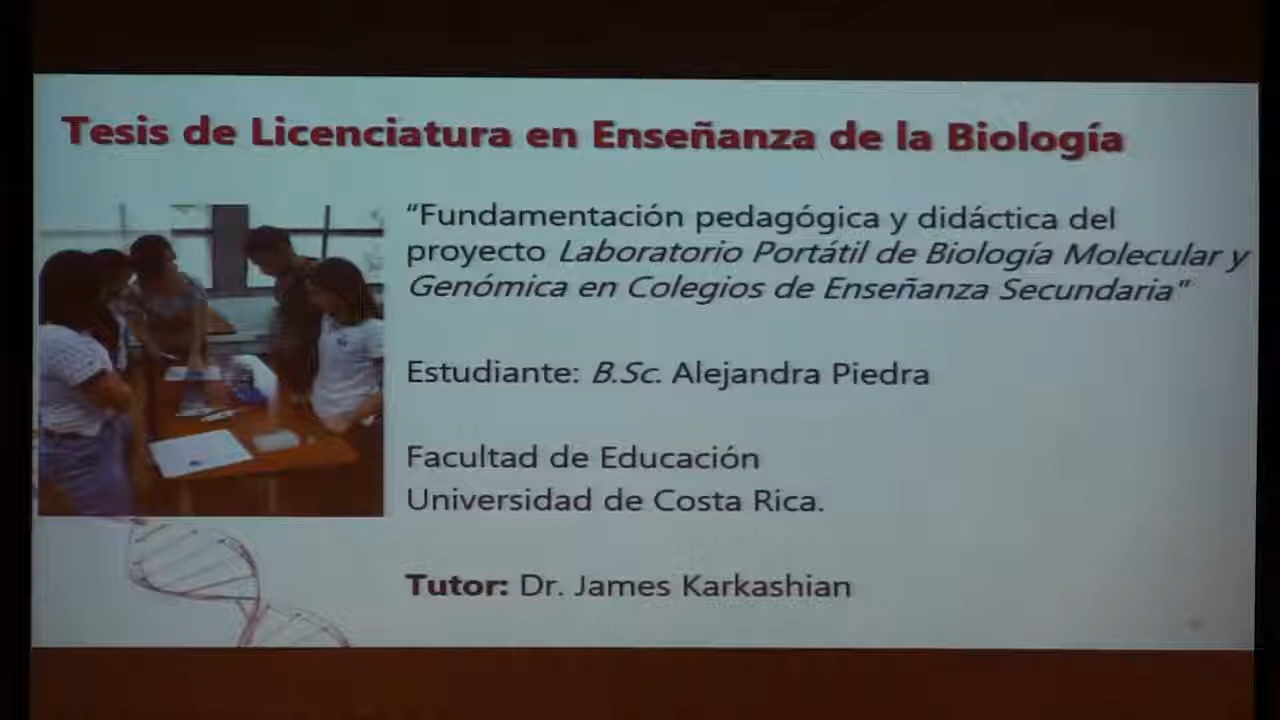 Tesis de Licenciatura en Enseñanza de la Biología
“Fundamentación pedagógica y didáctica del
proyecto Laboratorio Portátil de Biología Molecular y
Genómica en Colegios de Enseñanza Secundaria”
Estudiante: B.Sc. Alejandra Piedra
Facultad de Educación
Universidad de Costa Rica.
Tutor: Dr. James Karkashian